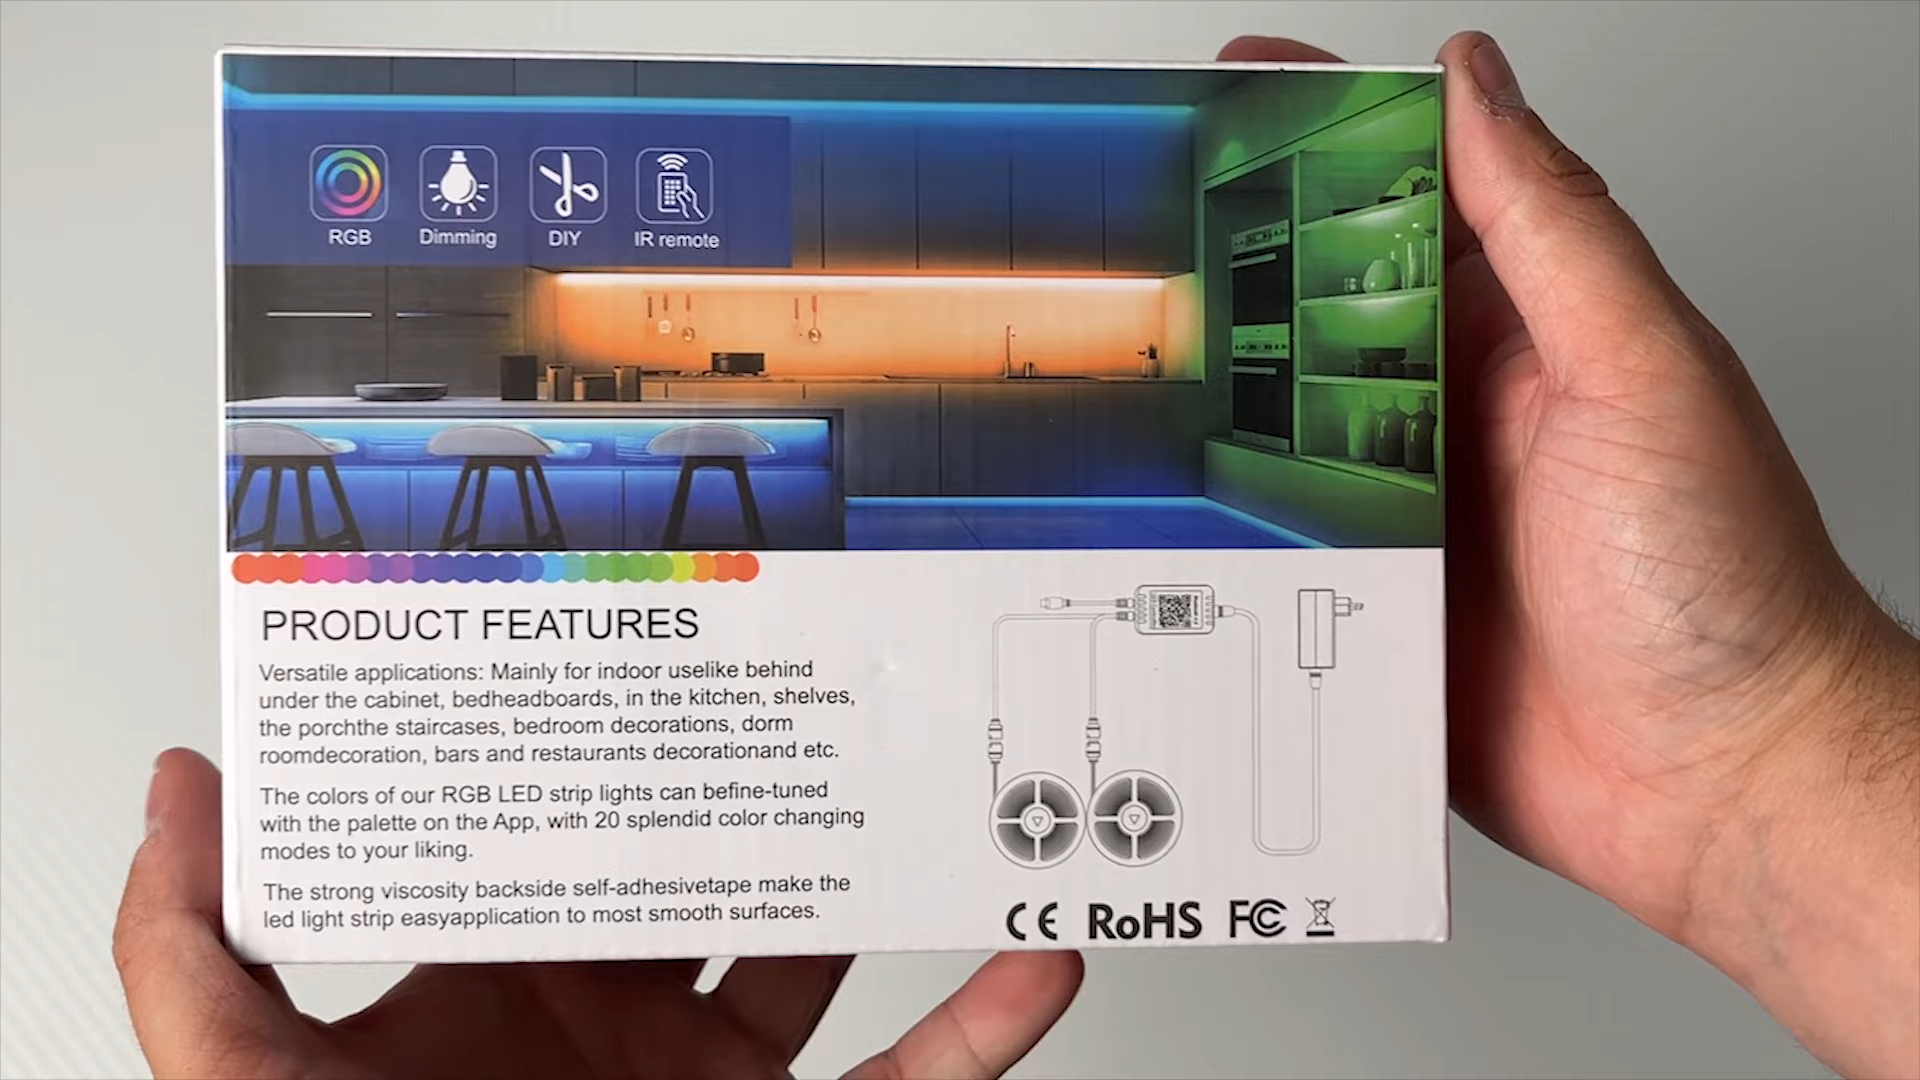 RGB
Dimming
DIY
IR remote
PRODUCT FEATURES
Versatile applications: Mainly for indoor uselike behind
under the cabinet, bedheadboards, in the kitchen, shelves,
the porchthe staircases, bedroom decorations, dorm
roomdecoration, bars and restaurants decorationand etc.
The colors of our RGB LED strip lights can befine-tuned
with the palette on the App, with 20 splendid color changing
modes to your liking.
The strong viscosity backside self-adhesivetape make the
led light strip easyapplication to most smooth surfaces.
CE RoHS FC